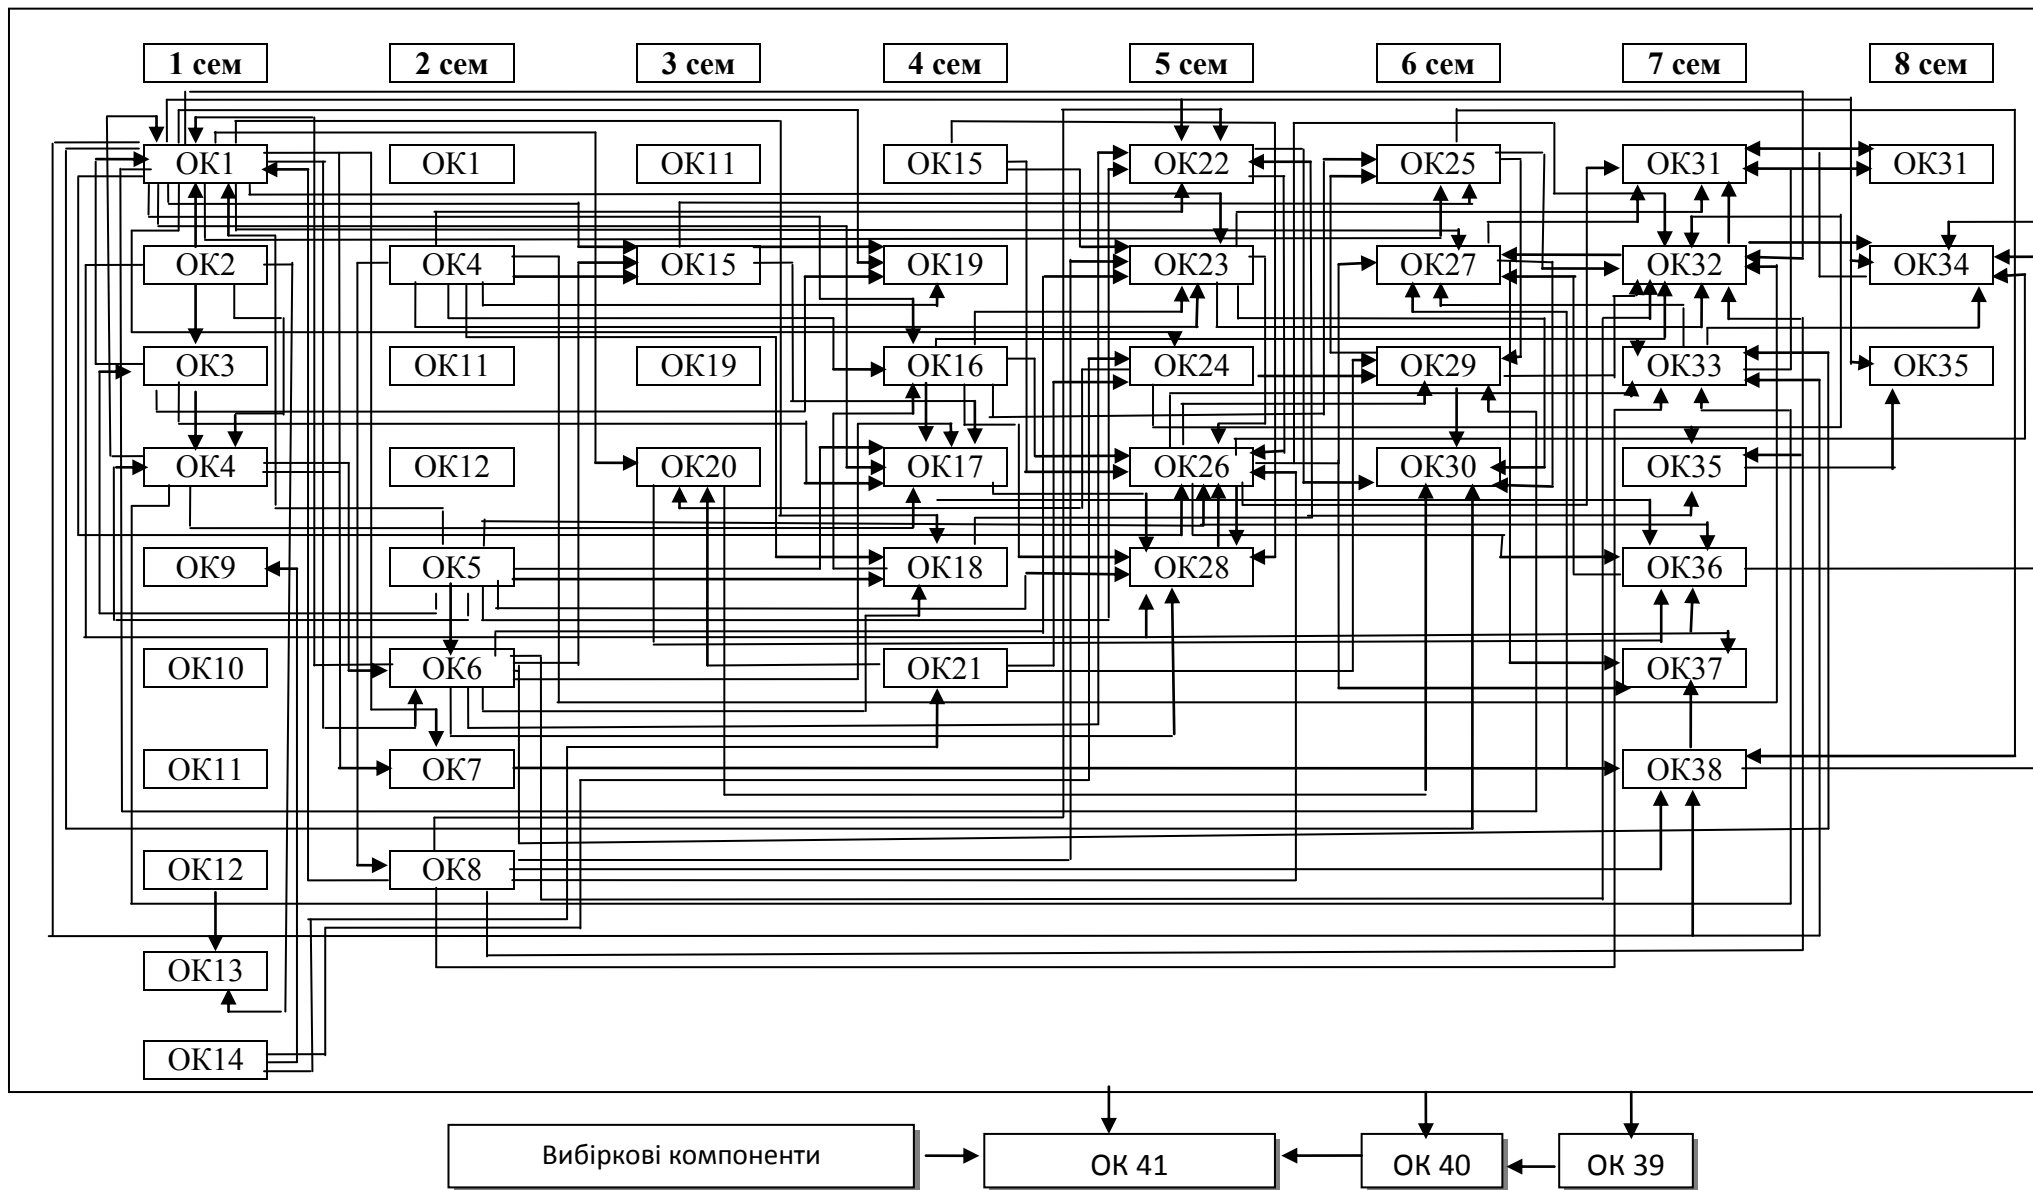 1 сем 2 сем 3 сем 4 сем 5 сем 6 сем 7 сем 8 сем
ОК1 ОК1 ОК11 ОК15 ОК22 ОК25 ОК31 ОК31
ОК2 ОК4 ОК15 ОК19 ОК23 ОК27 ОК32 ОК34
ОК3 ОК11 ОК19 ОК16 ОК24 ОК29 ОК33 ОК35
ОК4 ОК12 ОК20 ОК17 ОК26 ОК30 ОК35
ОК9 ОК5 ОК18 ОК28 ОК36
ОК10 ОК6 ОК21 ОК37
ОК11 ОК7 ОК38
ОК12 ОК8
ОК13
ОК14
Вибіркові компоненти ОК 41 ОК 40 ОК 39